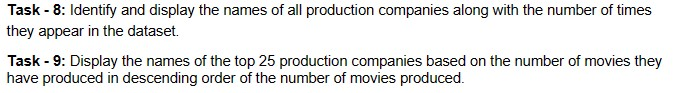 Task - 8: Identify and display the names of all production companies along with the number of times
they appear in the dataset.
Task - 9: Display the names of the top 25 production companies based on the number of movies they
have produced in descending order of the number of movies produced.